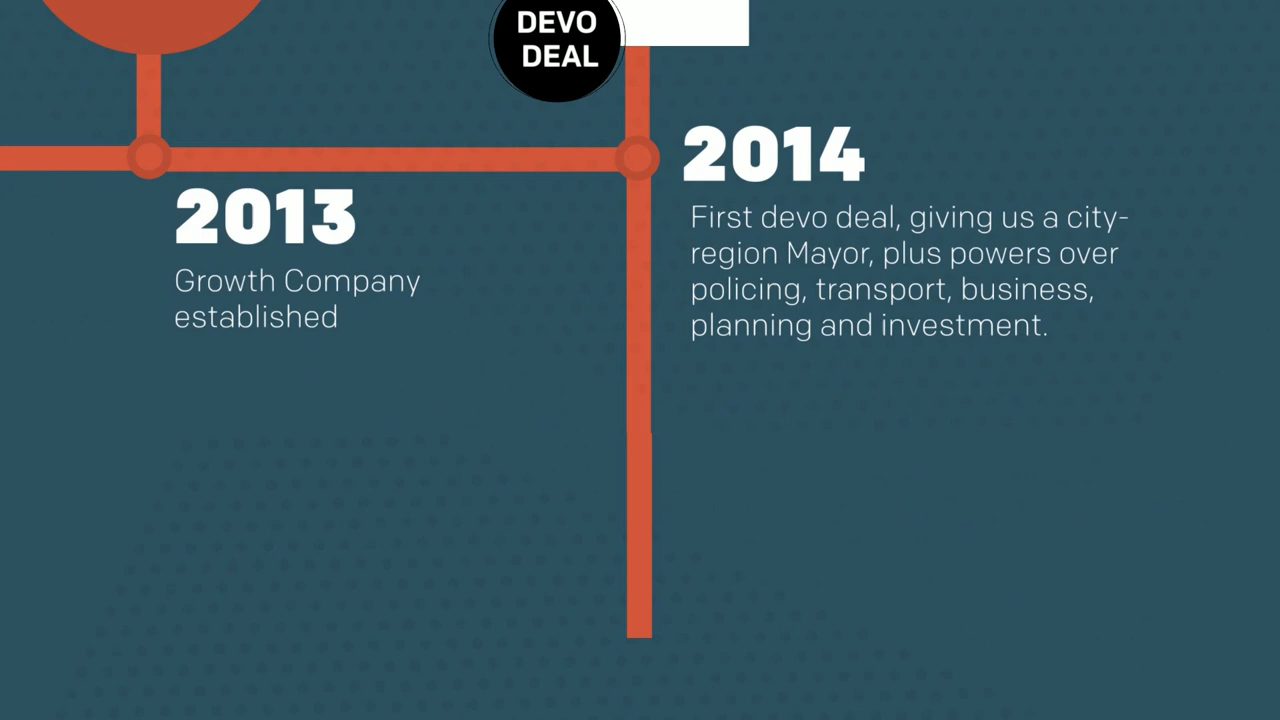 DEVO
DEAL
2013
Growth Company
established
2014
First devo deal, giving us a city-
region Mayor, plus powers over
policing, transport, business,
planning and investment.